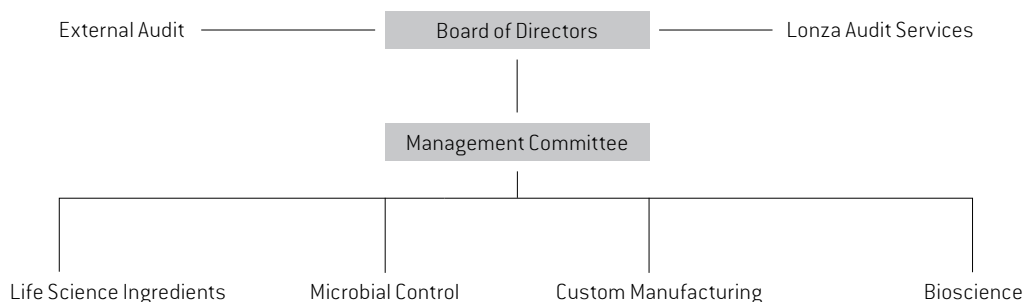 External Audit
Board of Directors
Lonza Audit Services
Management Committee
Life Science Ingredients
Microbial Control
Custom Manufacturing
Bioscience